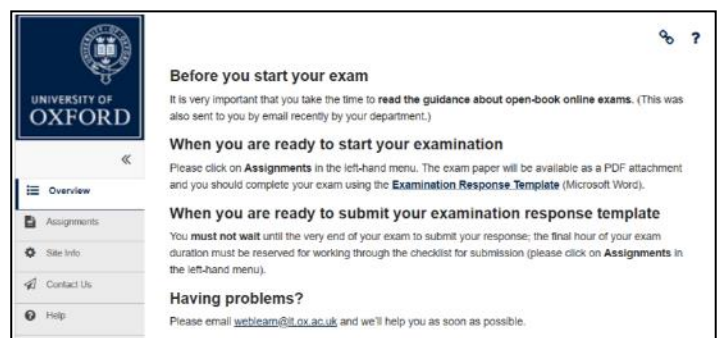 UNIVERSITY OF
OXFORD
«
Overview
Assignments
Site Info
Contact Us
Help
?
Before you start your exam
It is very important that you take the time to read the guidance about open-book online exams. (This was
also sent to you by email recently by your department.)
When you are ready to start your examination
Please click on Assignments in the left-hand menu. The exam paper will be available as a PDF attachment
and you should complete your exam using the Examination Response Template (Microsoft Word).
When you are ready to submit your examination response template
You must not wait until the very end of your exam to submit your response; the final hour of your exam
duration must be reserved for working through the checklist for submission (please click on Assignments in
the left-hand menu).
Having problems?
Please email weblearn@it.ox.ac.uk and we'll help you as soon as possible.